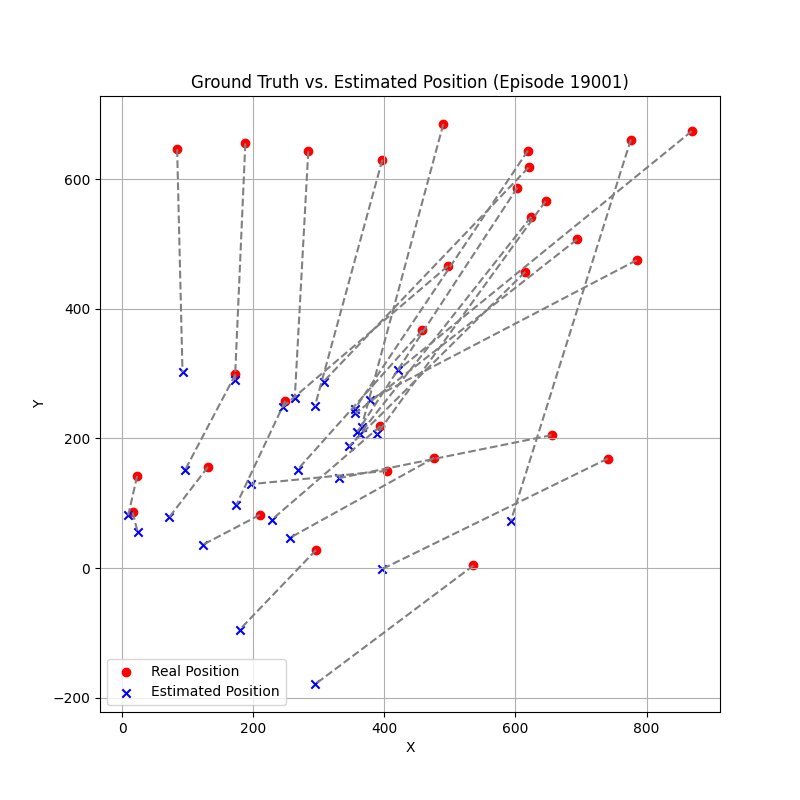 Ground Truth vs. Estimated Position (Episode 19001)
Y
600
400
200
0
−200
Real Position
Estimated Position
0 200 400 600 800
X